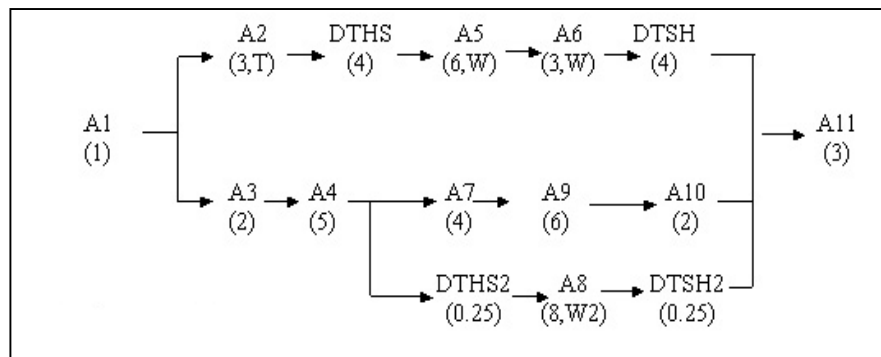 A2 DTHS A5 A6 DTSH
(3,T) (4) (6,W) (3,W) (4)
A1 A11
(1) (3)
A3 A4 A7 A9 A10
(2) (5) (4) (6) (2)
DTHS2 A8 DTSH2
(0.25) (8,W2) (0.25)